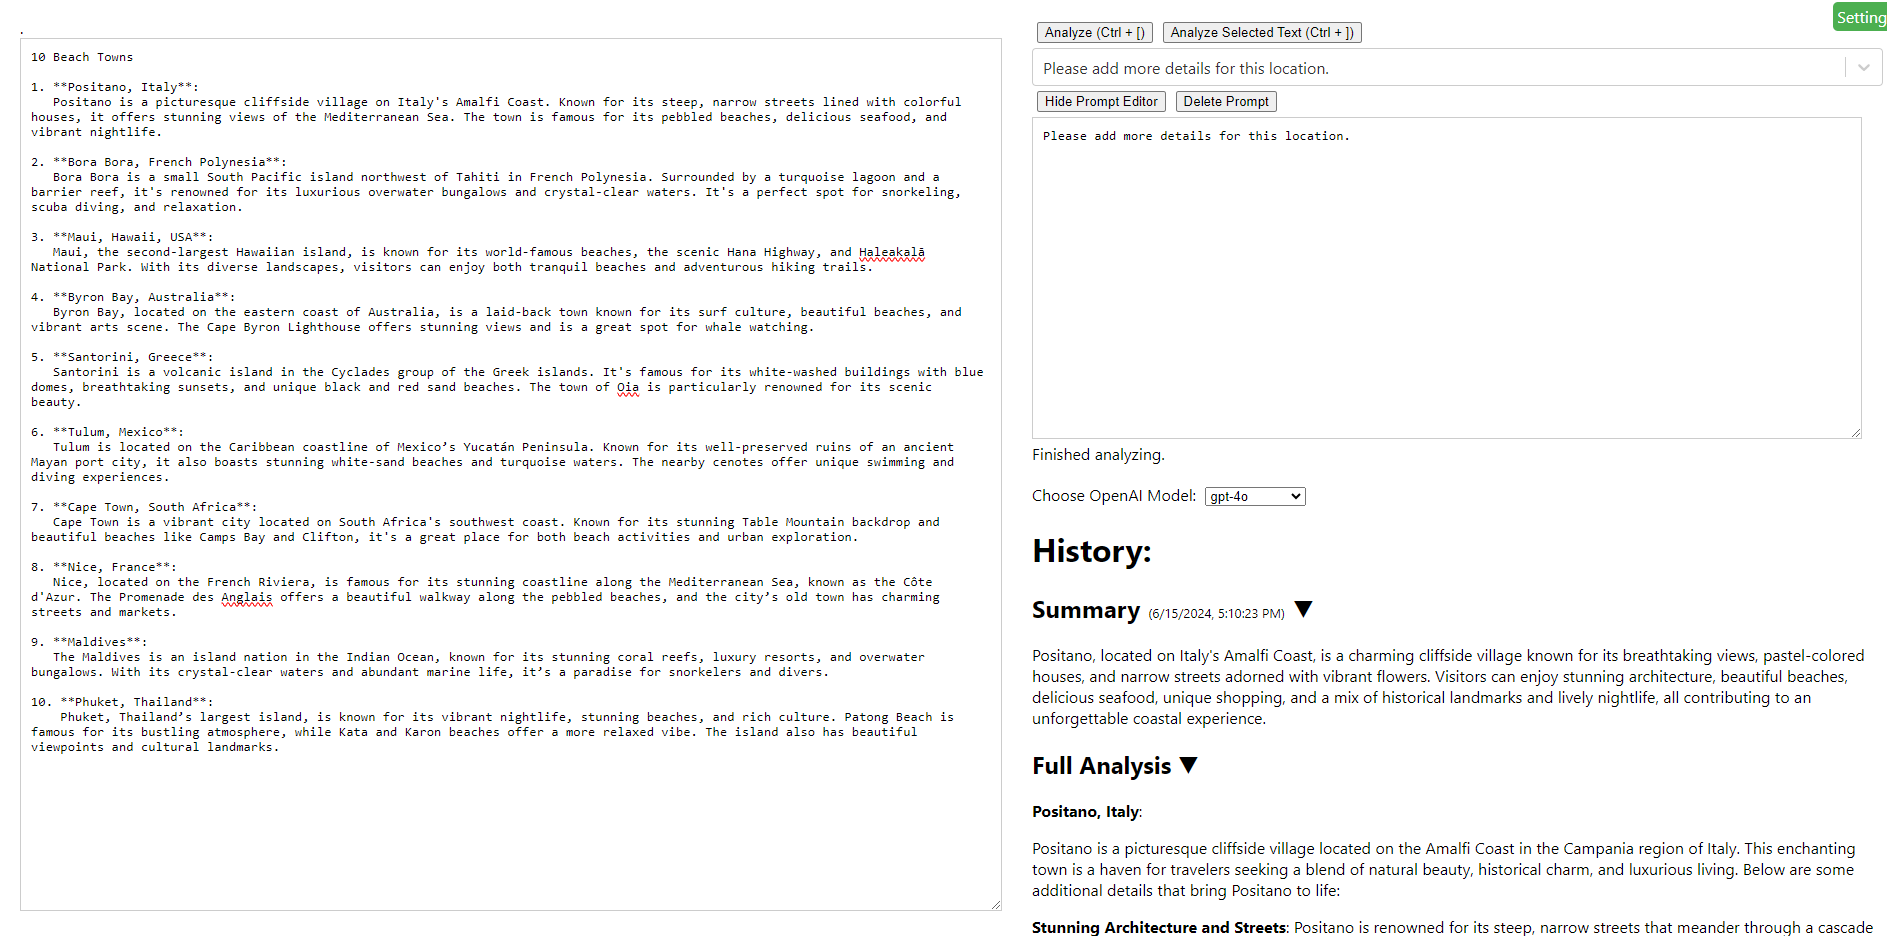 .
10 Beach Towns
1. **Positano, Italy**:
Positano is a picturesque cliffside village on Italy's Amalfi Coast. Known for its steep, narrow streets lined with colorful
houses, it offers stunning views of the Mediterranean Sea. The town is famous for its pebbled beaches, delicious seafood, and
vibrant nightlife.
2. **Bora Bora, French Polynesia**:
Bora Bora is a small South Pacific island northwest of Tahiti in French Polynesia. Surrounded by a turquoise lagoon and a
barrier reef, it's renowned for its luxurious overwater bungalows and crystal-clear waters. It's a perfect spot for snorkeling,
scuba diving, and relaxation.
3. **Maui, Hawaii, USA**:
Maui, the second-largest Hawaiian island, is known for its world-famous beaches, the scenic Hana Highway, and Haleakalā
National Park. With its diverse landscapes, visitors can enjoy both tranquil beaches and adventurous hiking trails.
4. **Byron Bay, Australia**:
Byron Bay, located on the eastern coast of Australia, is a laid-back town known for its surf culture, beautiful beaches, and
vibrant arts scene. The Cape Byron Lighthouse offers stunning views and is a great spot for whale watching.
5. **Santorini, Greece**:
Santorini is a volcanic island in the Cyclades group of the Greek islands. It's famous for its white-washed buildings with blue
domes, breathtaking sunsets, and unique black and red sand beaches. The town of Oia is particularly renowned for its scenic
beauty.
6. **Tulum, Mexico**:
Tulum is located on the Caribbean coastline of Mexico’s Yucatán Peninsula. Known for its well-preserved ruins of an ancient
Mayan port city, it also boasts stunning white-sand beaches and turquoise waters. The nearby cenotes offer unique swimming and
diving experiences.
7. **Cape Town, South Africa**:
Cape Town is a vibrant city located on South Africa's southwest coast. Known for its stunning Table Mountain backdrop and
beautiful beaches like Camps Bay and Clifton, it's a great place for both beach activities and urban exploration.
8. **Nice, France**:
Nice, located on the French Riviera, is famous for its stunning coastline along the Mediterranean Sea, known as the Côte
d'Azur. The Promenade des Anglais offers a beautiful walkway along the pebbled beaches, and the city’s old town has charming
streets and markets.
9. **Maldives**:
The Maldives is an island nation in the Indian Ocean, known for its stunning coral reefs, luxury resorts, and overwater
bungalows. With its crystal-clear waters and abundant marine life, it’s a paradise for snorkelers and divers.
10. **Phuket, Thailand**:
Phuket, Thailand’s largest island, is known for its vibrant nightlife, stunning beaches, and rich culture. Patong Beach is
famous for its bustling atmosphere, while Kata and Karon beaches offer a more relaxed vibe. The island also has beautiful
viewpoints and cultural landmarks.
Setting
Analyze (Ctrl + [) Analyze Selected Text (Ctrl + ])
Please add more details for this location.
Hide Prompt Editor Delete Prompt
Please add more details for this location.
Finished analyzing.
Choose OpenAI Model: gpt-4o
History:
Summary (6/15/2024, 5:10:23 PM) ▼
Positano, located on Italy's Amalfi Coast, is a charming cliffside village known for its breathtaking views, pastel-colored
houses, and narrow streets adorned with vibrant flowers. Visitors can enjoy stunning architecture, beautiful beaches,
delicious seafood, unique shopping, and a mix of historical landmarks and lively nightlife, all contributing to an
unforgettable coastal experience.
Full Analysis ▼
Positano, Italy:
Positano is a picturesque cliffside village located on the Amalfi Coast in the Campania region of Italy. This enchanting
town is a haven for travelers seeking a blend of natural beauty, historical charm, and luxurious living. Below are some
additional details that bring Positano to life:
Stunning Architecture and Streets: Positano is renowned for its steep, narrow streets that meander through a cascade